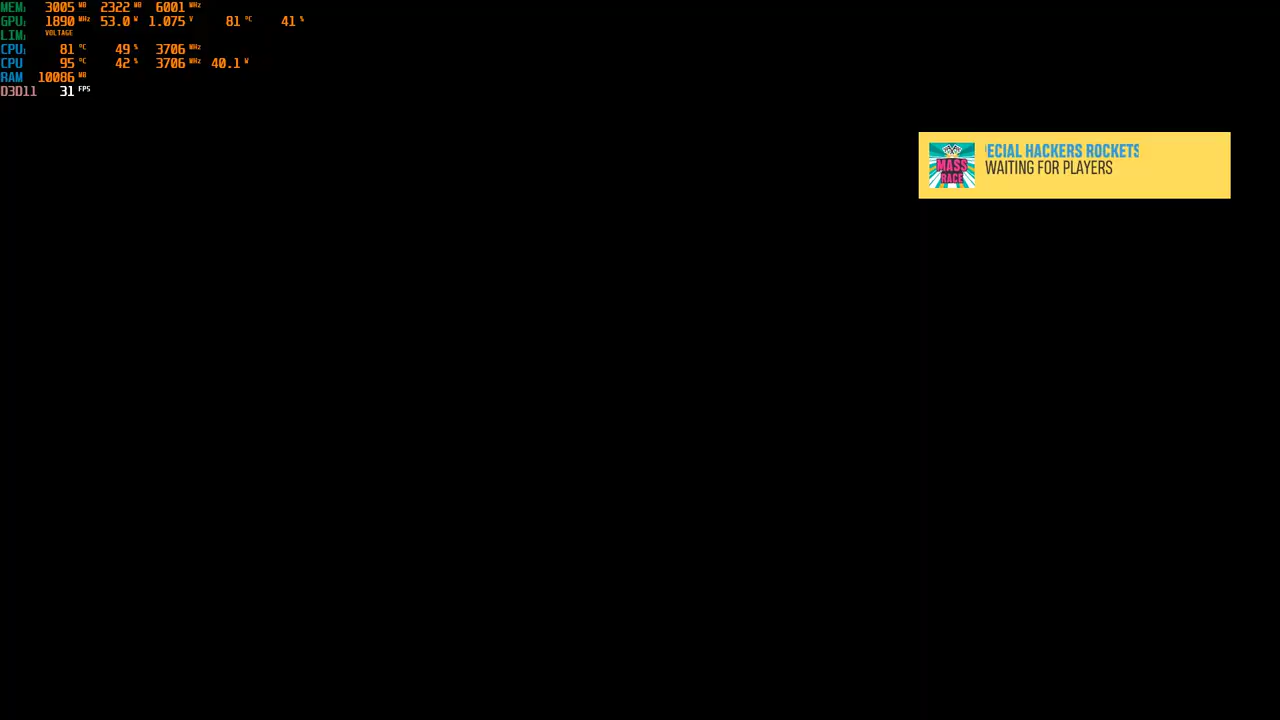 MEM 3005 MB 2322 MB 6001 MHz
GPU 1890 MHz 53.0 W 1.075 V 81 °C 41 %
LIM VOLTAGE
CPU 81 °C 49 % 3706 MHz
CPU 95 °C 42 % 3706 MHz 40.1 W
RAM 10086 MB
D3D11 31 FPS
MASS
RACE
ECIAL HACKERS ROCKETS
WAITING FOR PLAYERS